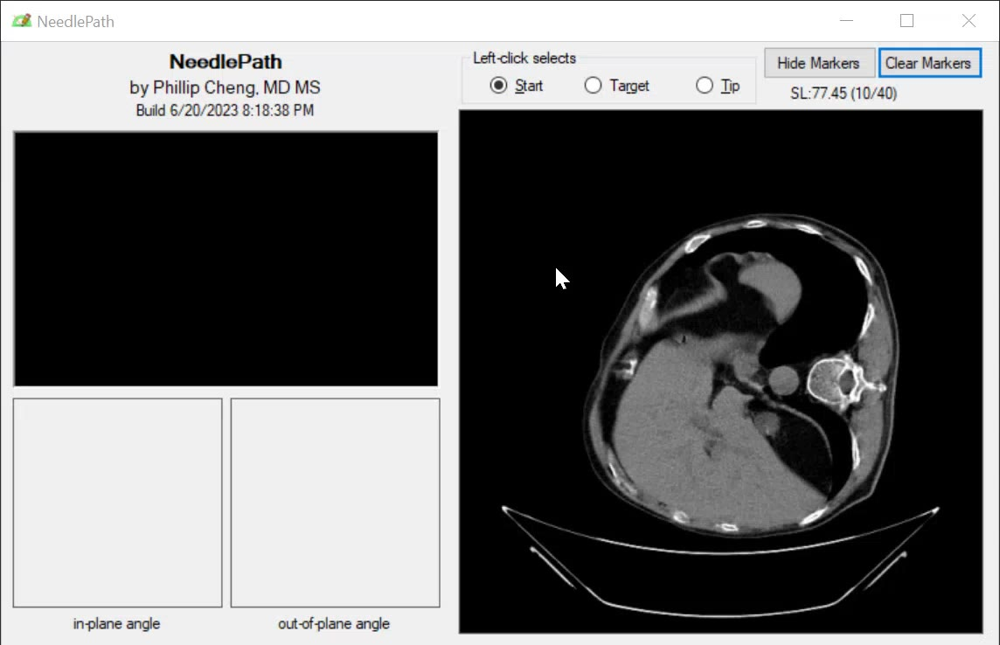 NeedlePath
NeedlePath
by Phillip Cheng, MD MS
Build 6/20/2023 8:18:38 PM
Left-click selects
Start
Target
Tip
Hide Markers
Clear Markers
SL:77.45 (10/40)
in-plane angle
out-of-plane angle